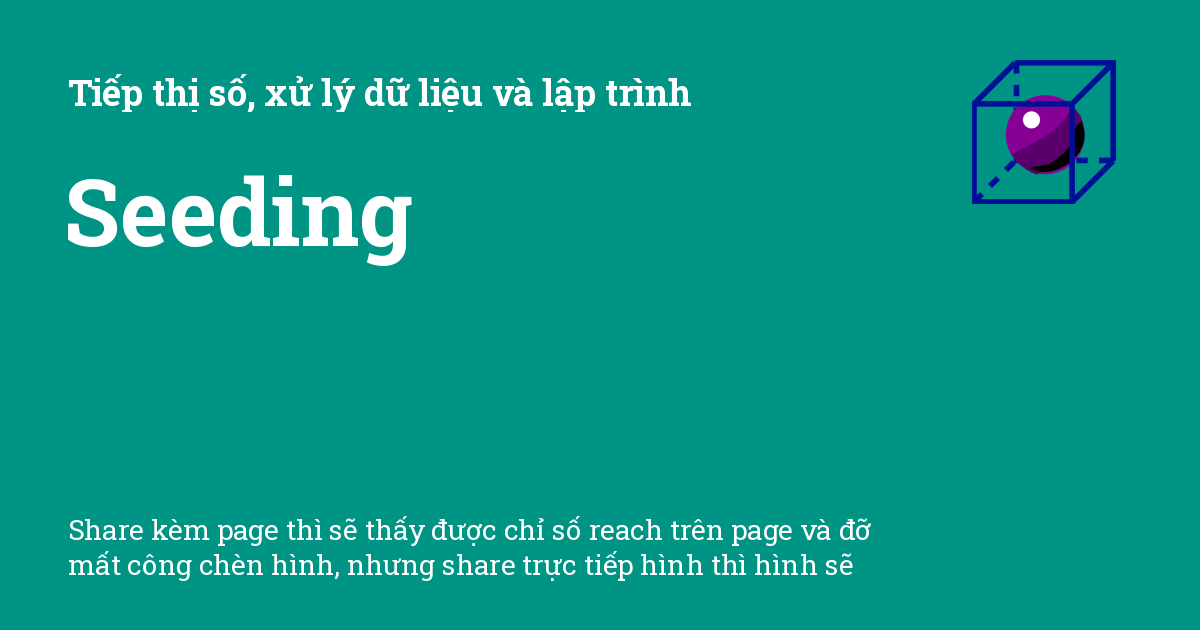 Tiếp thị số, xử lý dữ liệu và lập trình
Seeding
Share kèm page thì sẽ thấy được chỉ số reach trên page và đỡ
mất công chèn hình, nhưng share trực tiếp hình thì hình sẽ